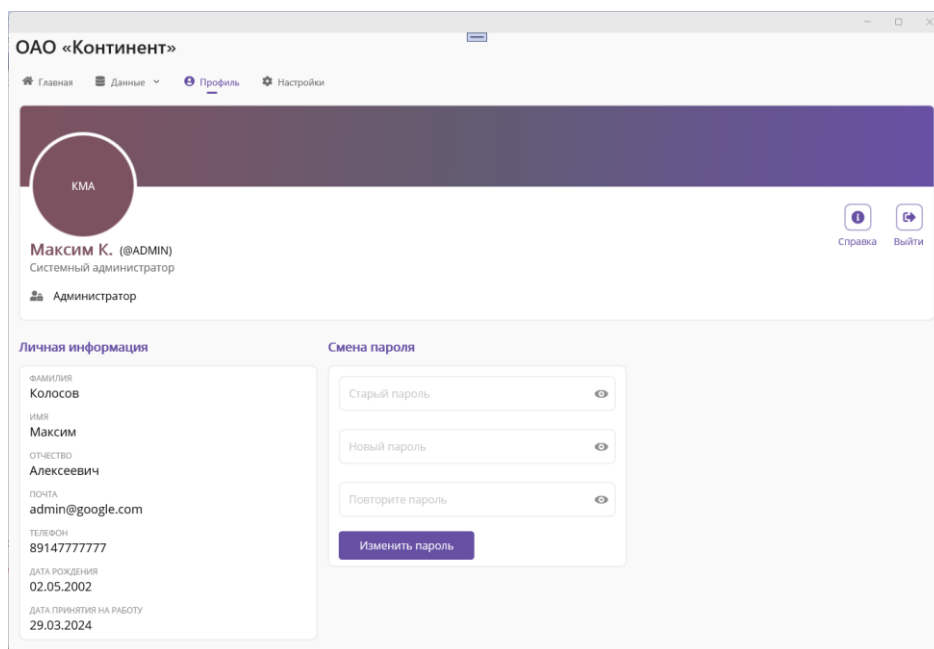 ОАО «Континент»
Главная Данные Профиль Настройки
КМА
Максим К. (@ADMIN)
Системный администратор
Администратор
Справка Выйти
Личная информация
ФАМИЛИЯ
Колосов
ИМЯ
Максим
ОТЧЕСТВО
Алексеевич
ПОЧТА
admin@google.com
ТЕЛЕФОН
89147777777
ДАТА РОЖДЕНИЯ
02.05.2002
ДАТА ПРИНЯТИЯ НА РАБОТУ
29.03.2024
Смена пароля
Старый пароль
Новый пароль
Повторите пароль
Изменить пароль